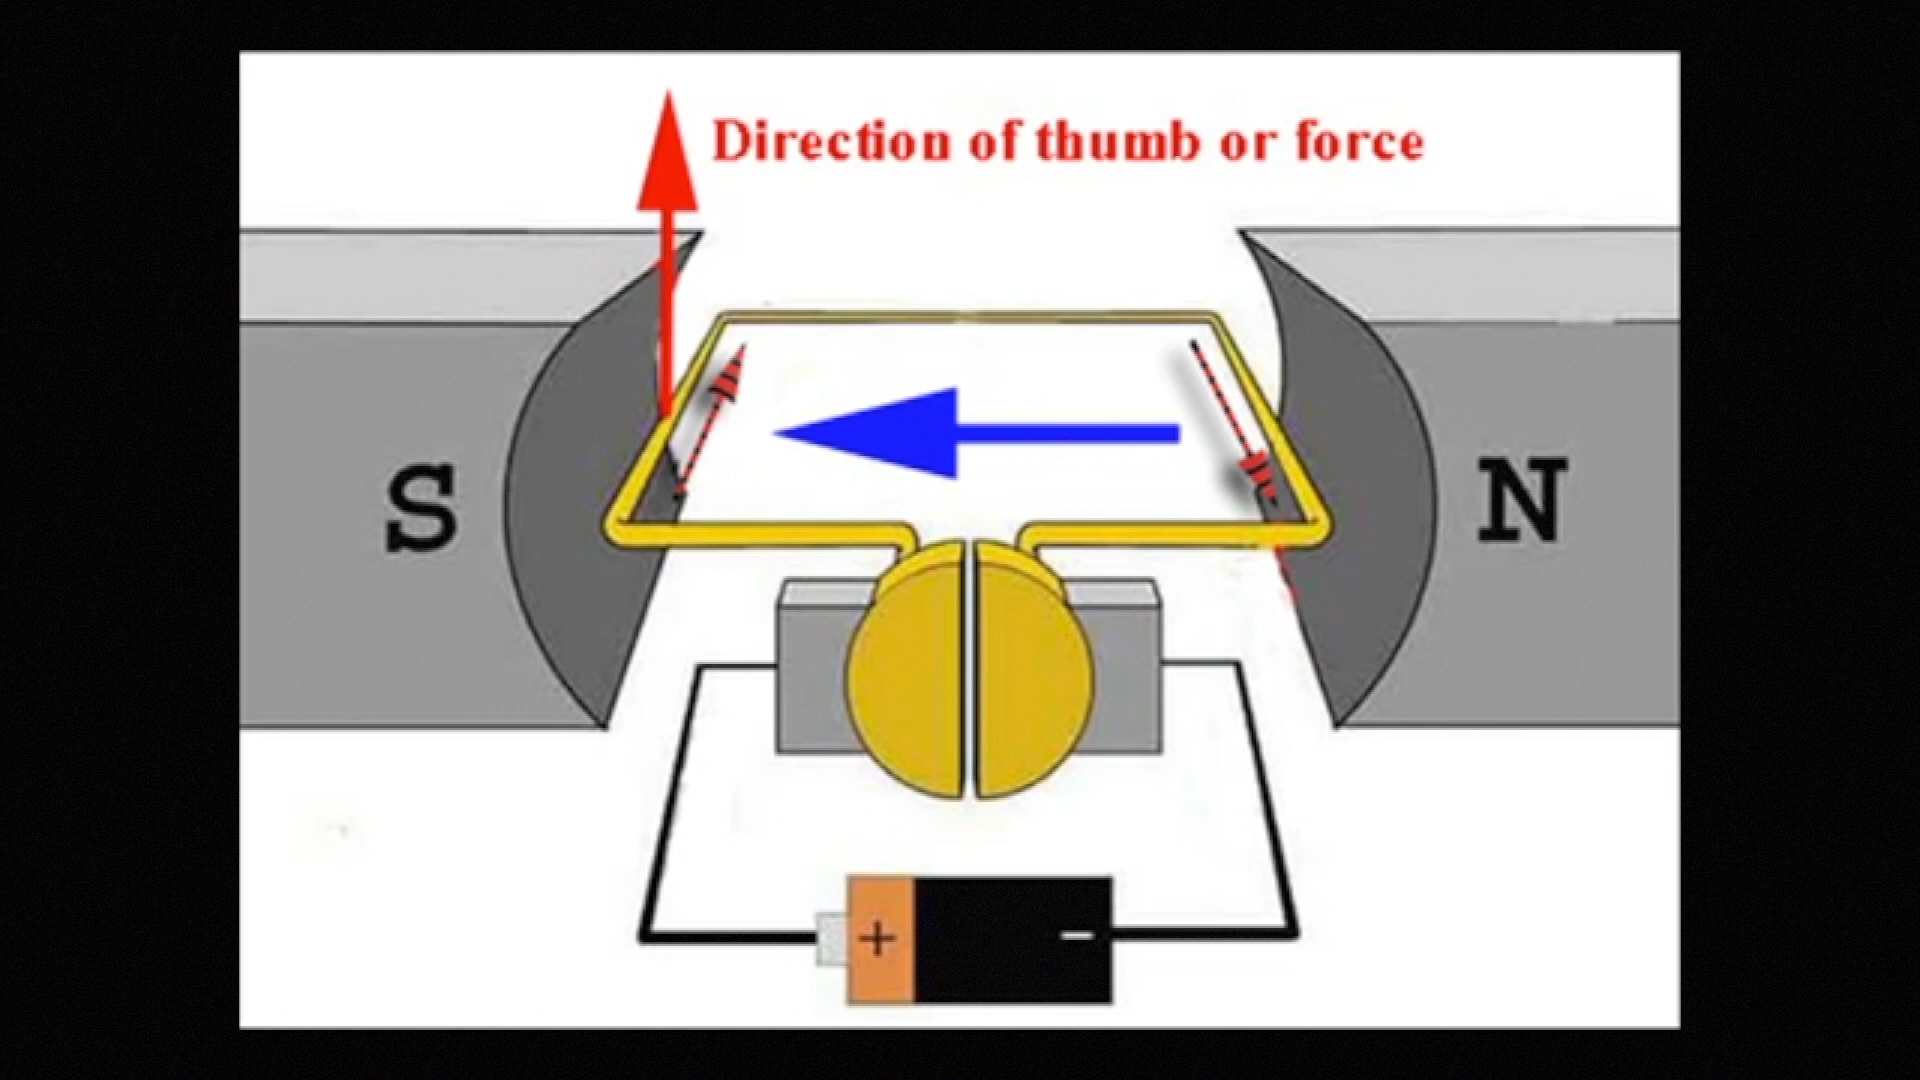 Direction of thumb or force
S
N
+
−